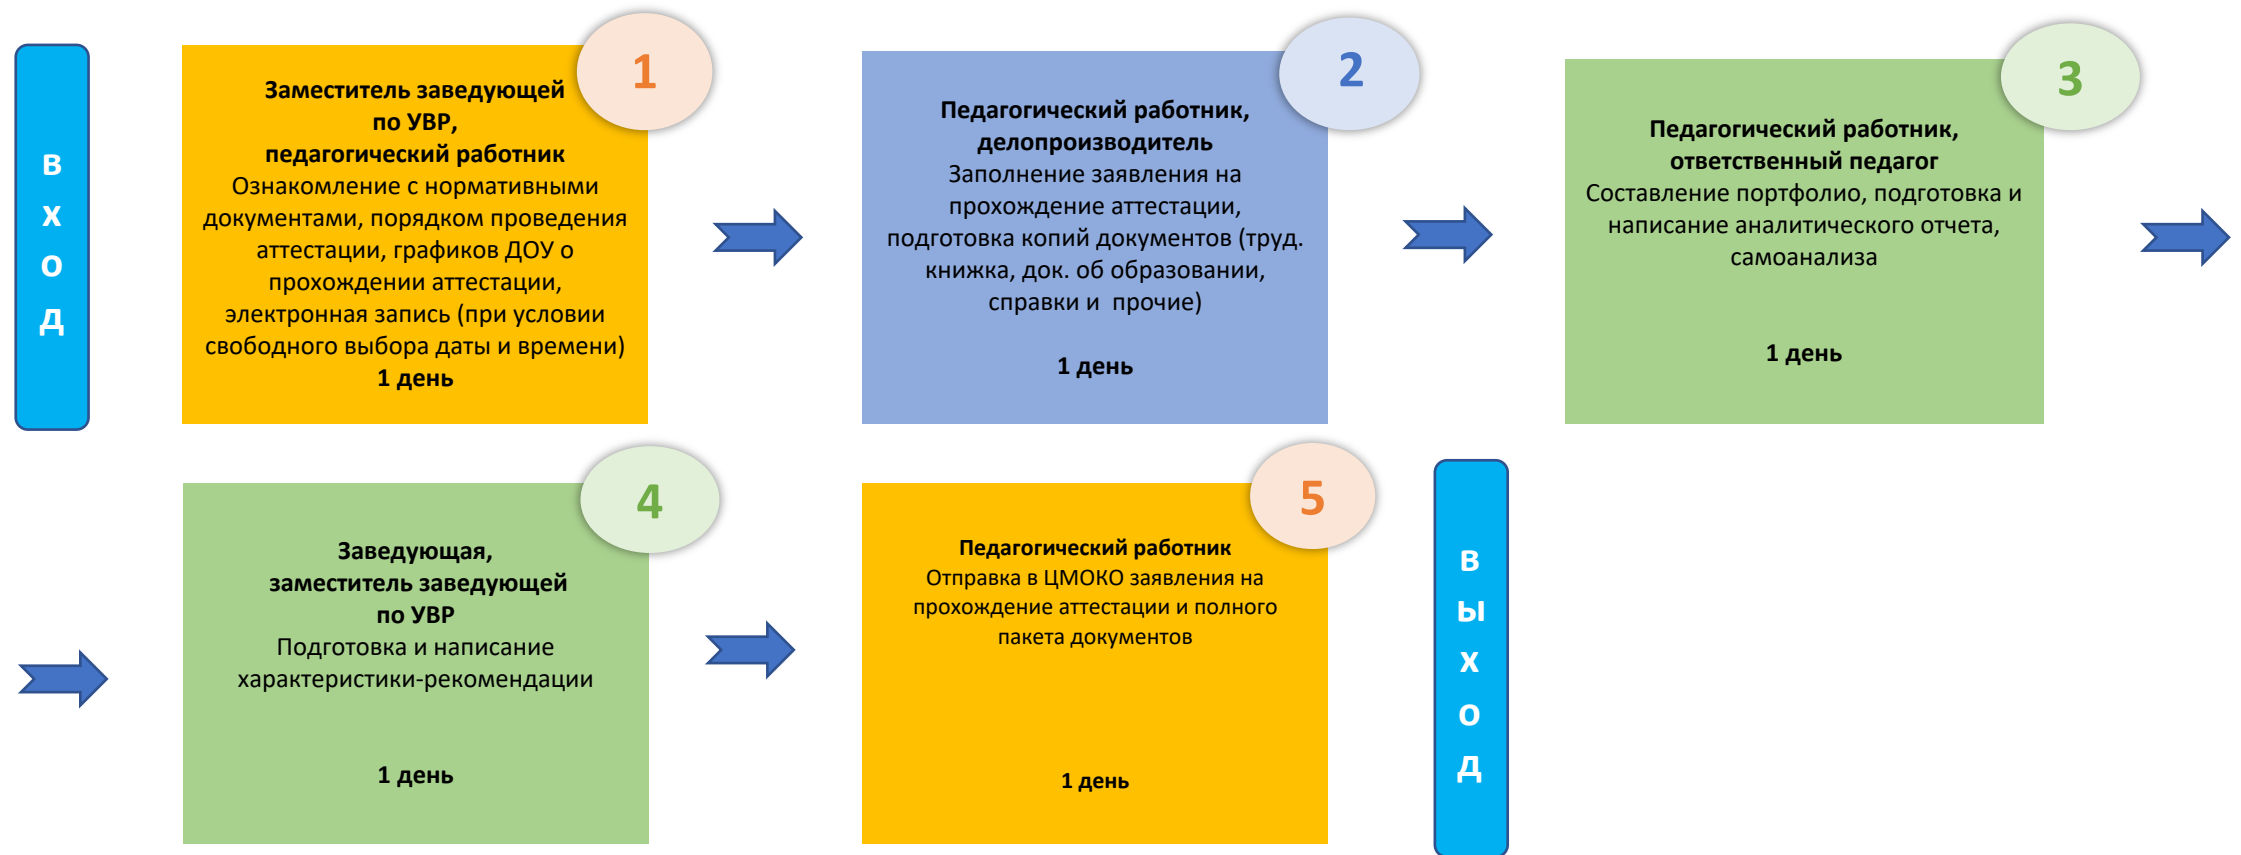 В
Х
О
Д
1
Заместитель заведующей
по УВР,
педагогический работник
Ознакомление с нормативными
документами, порядком проведения
аттестации, графиков ДОУ о
прохождении аттестации,
электронная запись (при условии
свободного выбора даты и времени)
1 день
2
Педагогический работник,
делопроизводитель
Заполнение заявления на
прохождение аттестации,
подготовка копий документов (труд.
книжка, док. об образовании,
справки и  прочие)
1 день
3
Педагогический работник,
ответственный педагог
Составление портфолио, подготовка и
написание аналитического отчета,
самоанализа
1 день
4
Заведующая,
заместитель заведующей
по УВР
Подготовка и написание
характеристики-рекомендации
1 день
5
Педагогический работник
Отправка в ЦМОКО заявления на
прохождение аттестации и полного
пакета документов
1 день
В
Ы
Х
О
Д